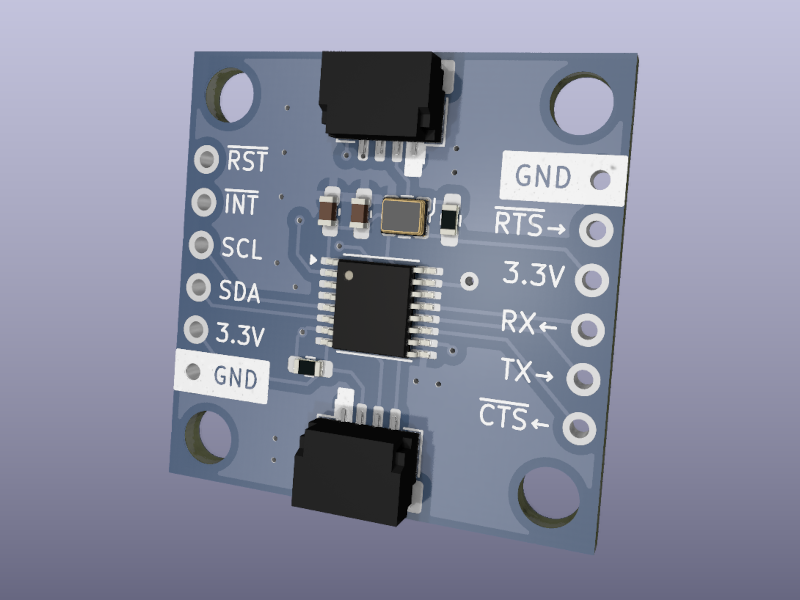 RST
INT
SCL
SDA
3.3V
GND
GND
RTS→
3.3V
RX←
TX→
CTS←